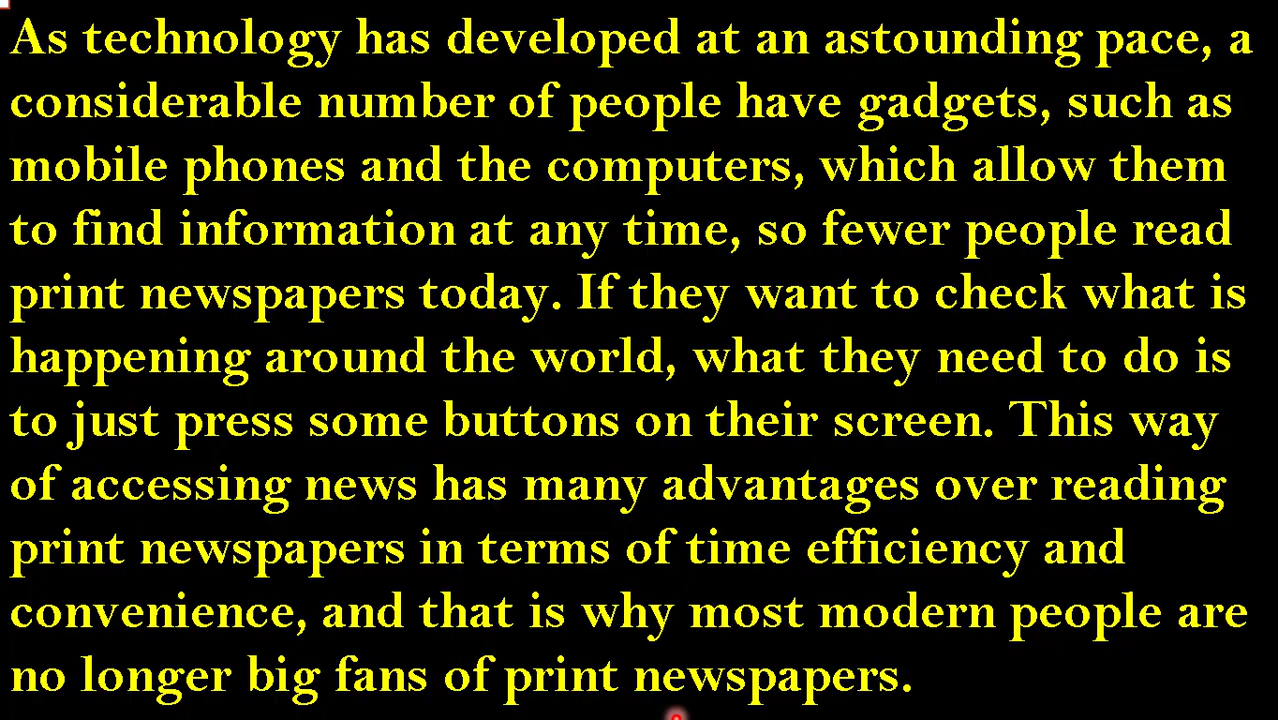 As technology has developed at an astounding pace, a
considerable number of people have gadgets, such as
mobile phones and the computers, which allow them
to find information at any time, so fewer people read
print newspapers today. If they want to check what is
happening around the world, what they need to do is
to just press some buttons on their screen. This way
of accessing news has many advantages over reading
print newspapers in terms of time efficiency and
convenience, and that is why most modern people are
no longer big fans of print newspapers.